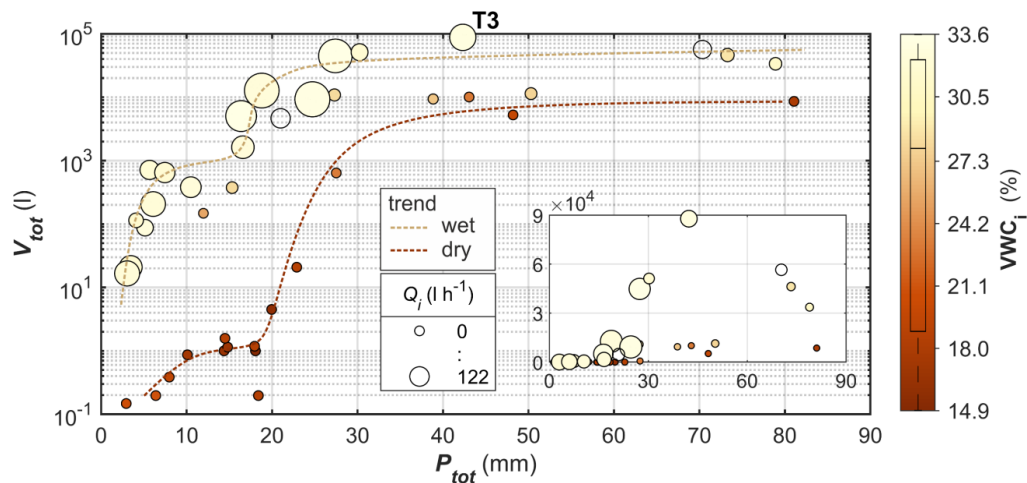 T3
10^5
10^3
10^1
10^-1
V_tot (l)
0 10 20 30 40 50 60 70 80 90
P_tot (mm)
trend
wet
dry
Q_i (l h^-1)
0
:
122
× 10^4
9
6
3
0
0 30 60 90
33.6
30.5
27.3
24.2
21.1
18.0
14.9
VWC_i (%)